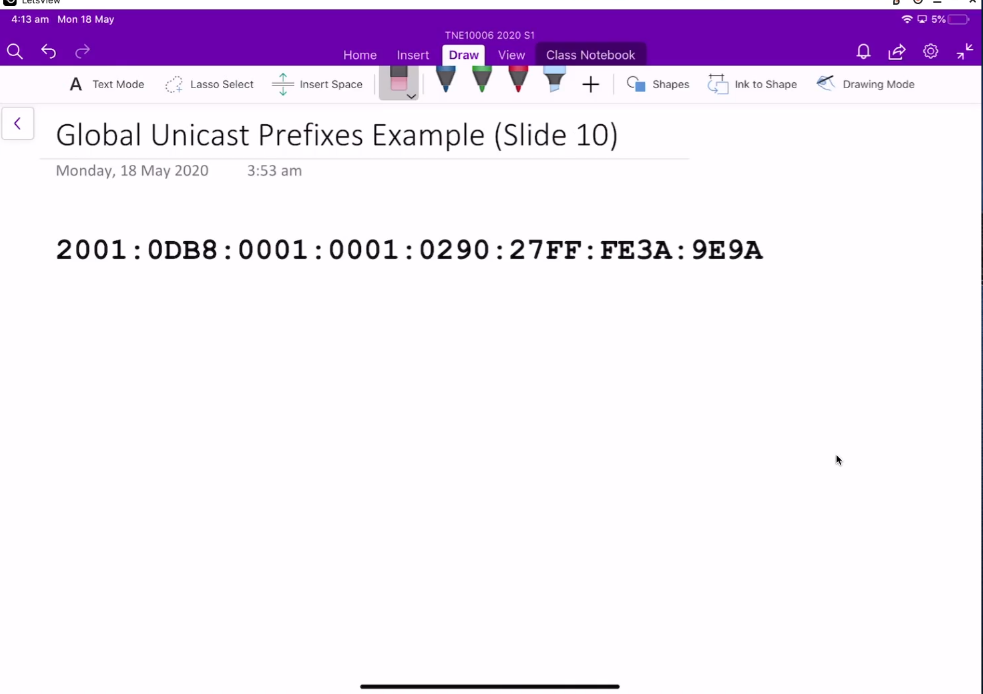 LetsView
4:13 am Mon 18 May
5%
TNE10006 2020 S1
Home Insert Draw View Class Notebook
A Text Mode Lasso Select Insert Space Shapes Ink to Shape Drawing Mode
Global Unicast Prefixes Example (Slide 10)
Monday, 18 May 2020 3:53 am
2001:0DB8:0001:0001:0290:27FF:FE3A:9E9A